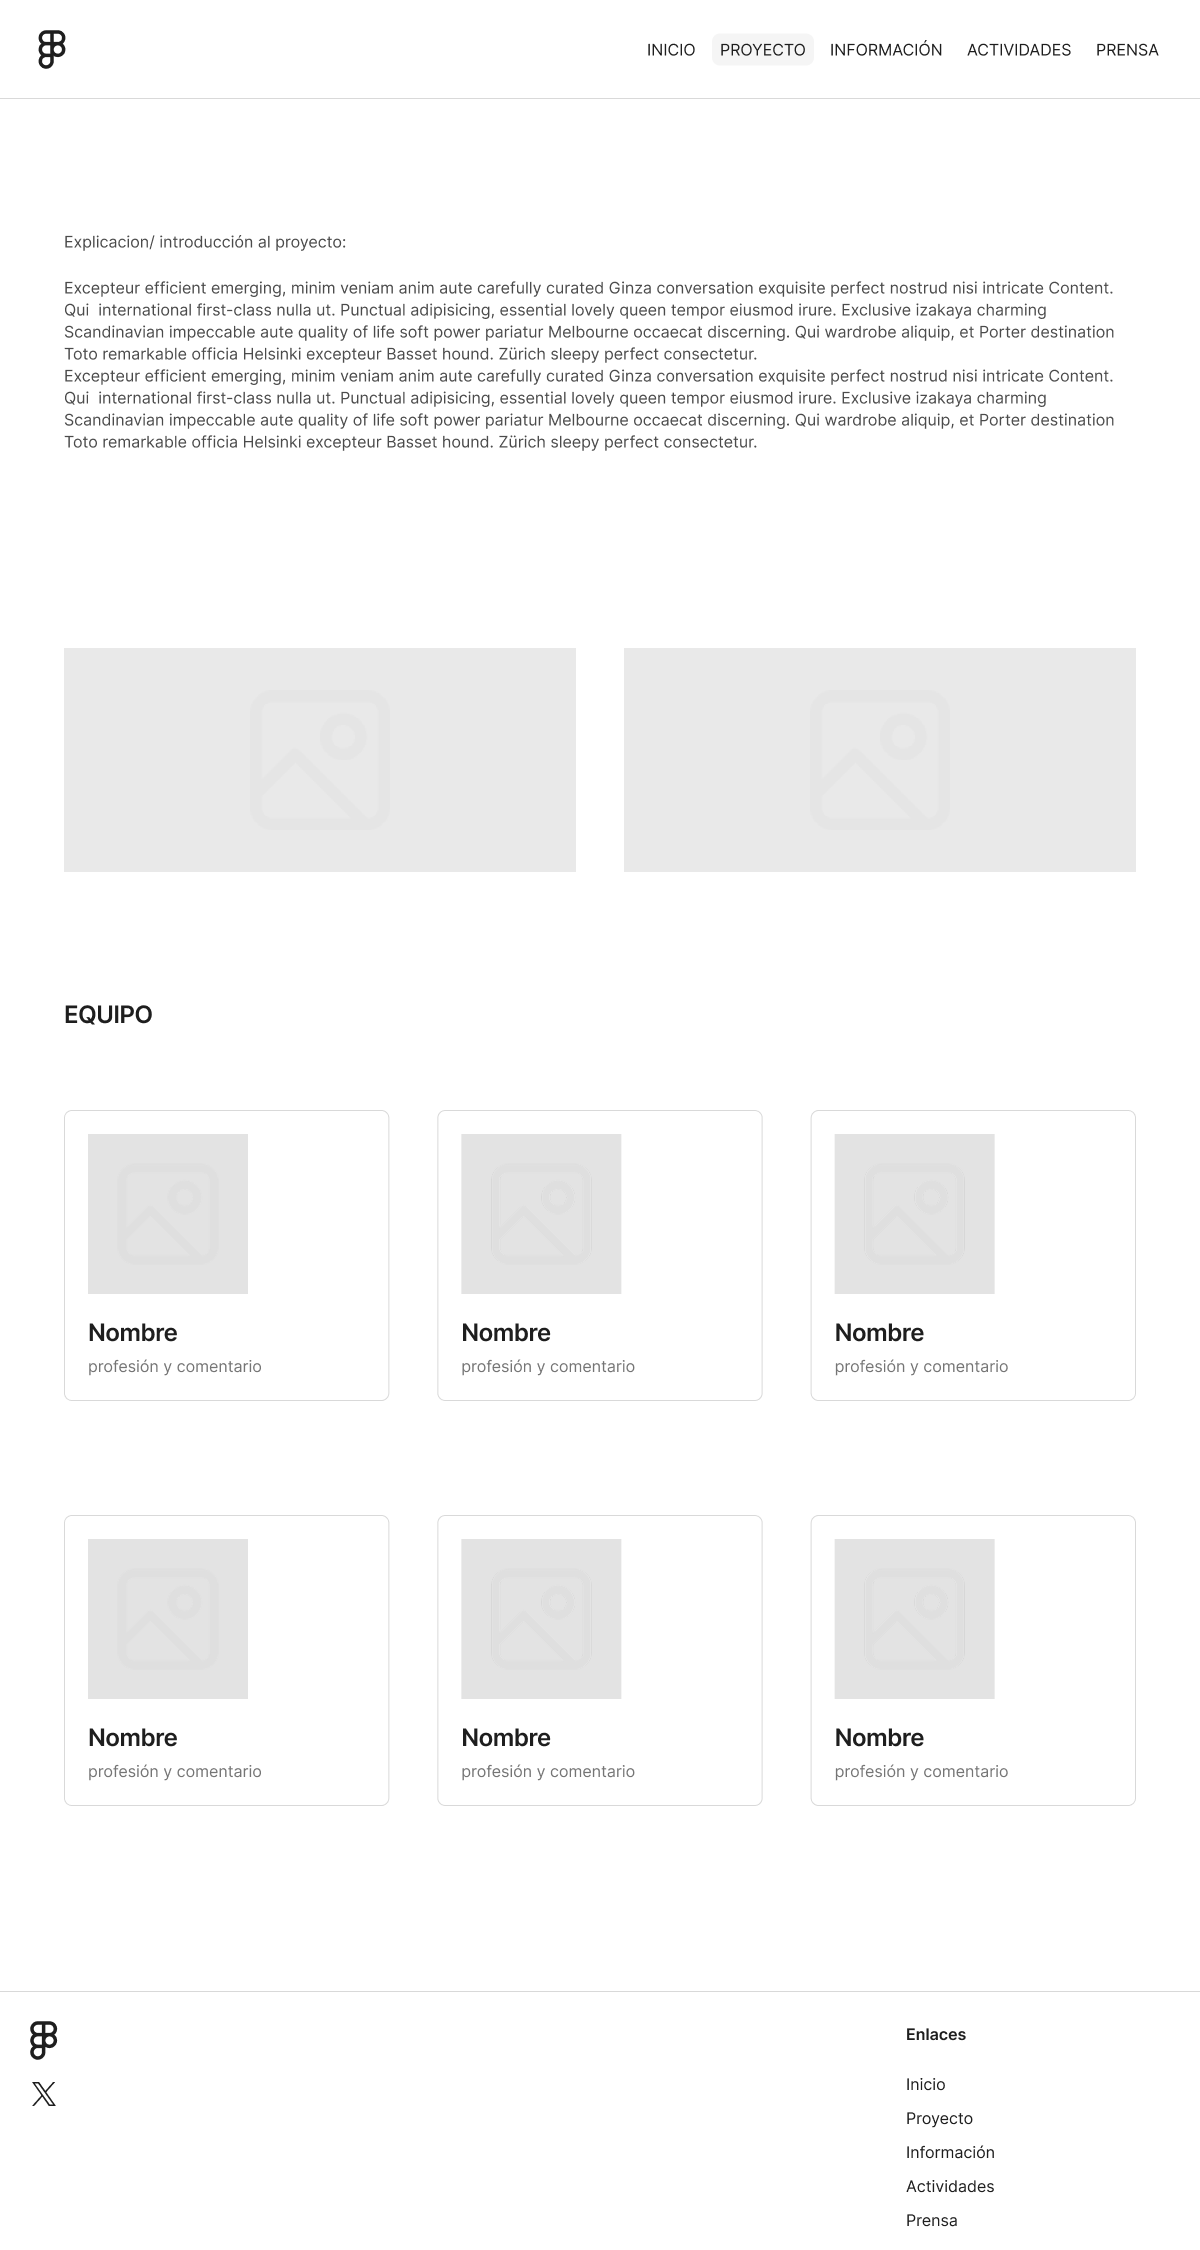 INICIO PROYECTO INFORMACIÓN ACTIVIDADES PRENSA
Explicacion/ introducción al proyecto:
Excepteur efficient emerging, minim veniam anim aute carefully curated Ginza conversation exquisite perfect nostrud nisi intricate Content.
Qui  international first-class nulla ut. Punctual adipisicing, essential lovely queen tempor eiusmod irure. Exclusive izakaya charming
Scandinavian impeccable aute quality of life soft power pariatur Melbourne occaecat discerning. Qui wardrobe aliquip, et Porter destination
Toto remarkable officia Helsinki excepteur Basset hound. Zürich sleepy perfect consectetur.
Excepteur efficient emerging, minim veniam anim aute carefully curated Ginza conversation exquisite perfect nostrud nisi intricate Content.
Qui  international first-class nulla ut. Punctual adipisicing, essential lovely queen tempor eiusmod irure. Exclusive izakaya charming
Scandinavian impeccable aute quality of life soft power pariatur Melbourne occaecat discerning. Qui wardrobe aliquip, et Porter destination
Toto remarkable officia Helsinki excepteur Basset hound. Zürich sleepy perfect consectetur.
EQUIPO
Nombre
profesión y comentario
Nombre
profesión y comentario
Nombre
profesión y comentario
Nombre
profesión y comentario
Nombre
profesión y comentario
Nombre
profesión y comentario
Enlaces
Inicio
Proyecto
Información
Actividades
Prensa